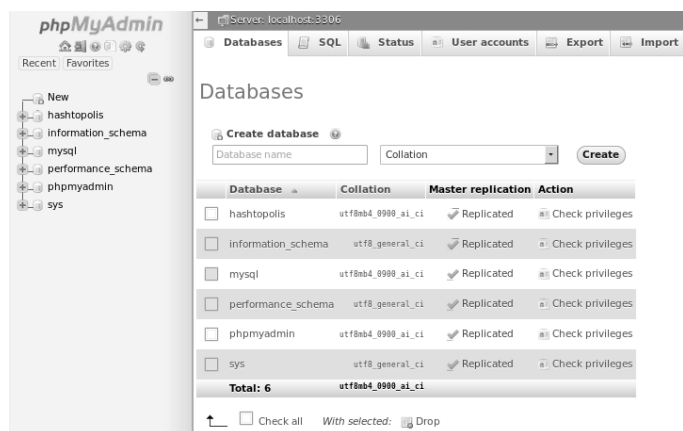 phpMyAdmin
Recent Favorites
New
hashtopolis
information_schema
mysql
performance_schema
phpmyadmin
sys
Server: localhost:3306
Databases SQL Status User accounts Export Import
Databases
Create database
Database name Collation Create
Database Collation Master replication Action
hashtopolis utf8mb4_0900_ai_ci Replicated Check privileges
information_schema utf8_general_ci Replicated Check privileges
mysql utf8mb4_0900_ai_ci Replicated Check privileges
performance_schema utf8_general_ci Replicated Check privileges
phpmyadmin utf8mb4_0900_ai_ci Replicated Check privileges
sys utf8_general_ci Replicated Check privileges
Total: 6 utf8mb4_0900_ai_ci
Check all With selected: Drop